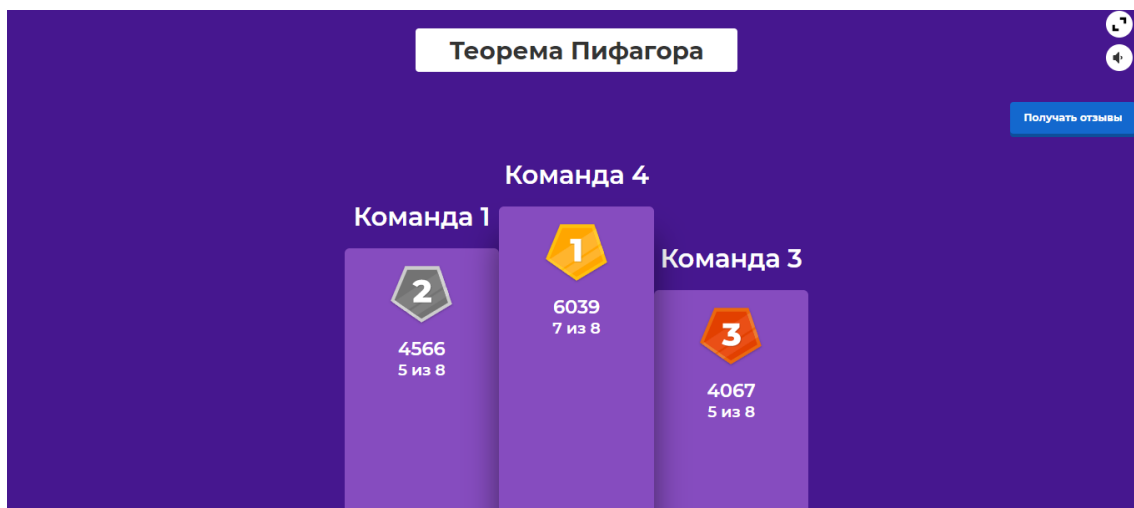 Теорема Пифагора
Получать отзывы
Команда 4
Команда 1
Команда 3
1
6039
7 из 8
2
4566
5 из 8
3
4067
5 из 8